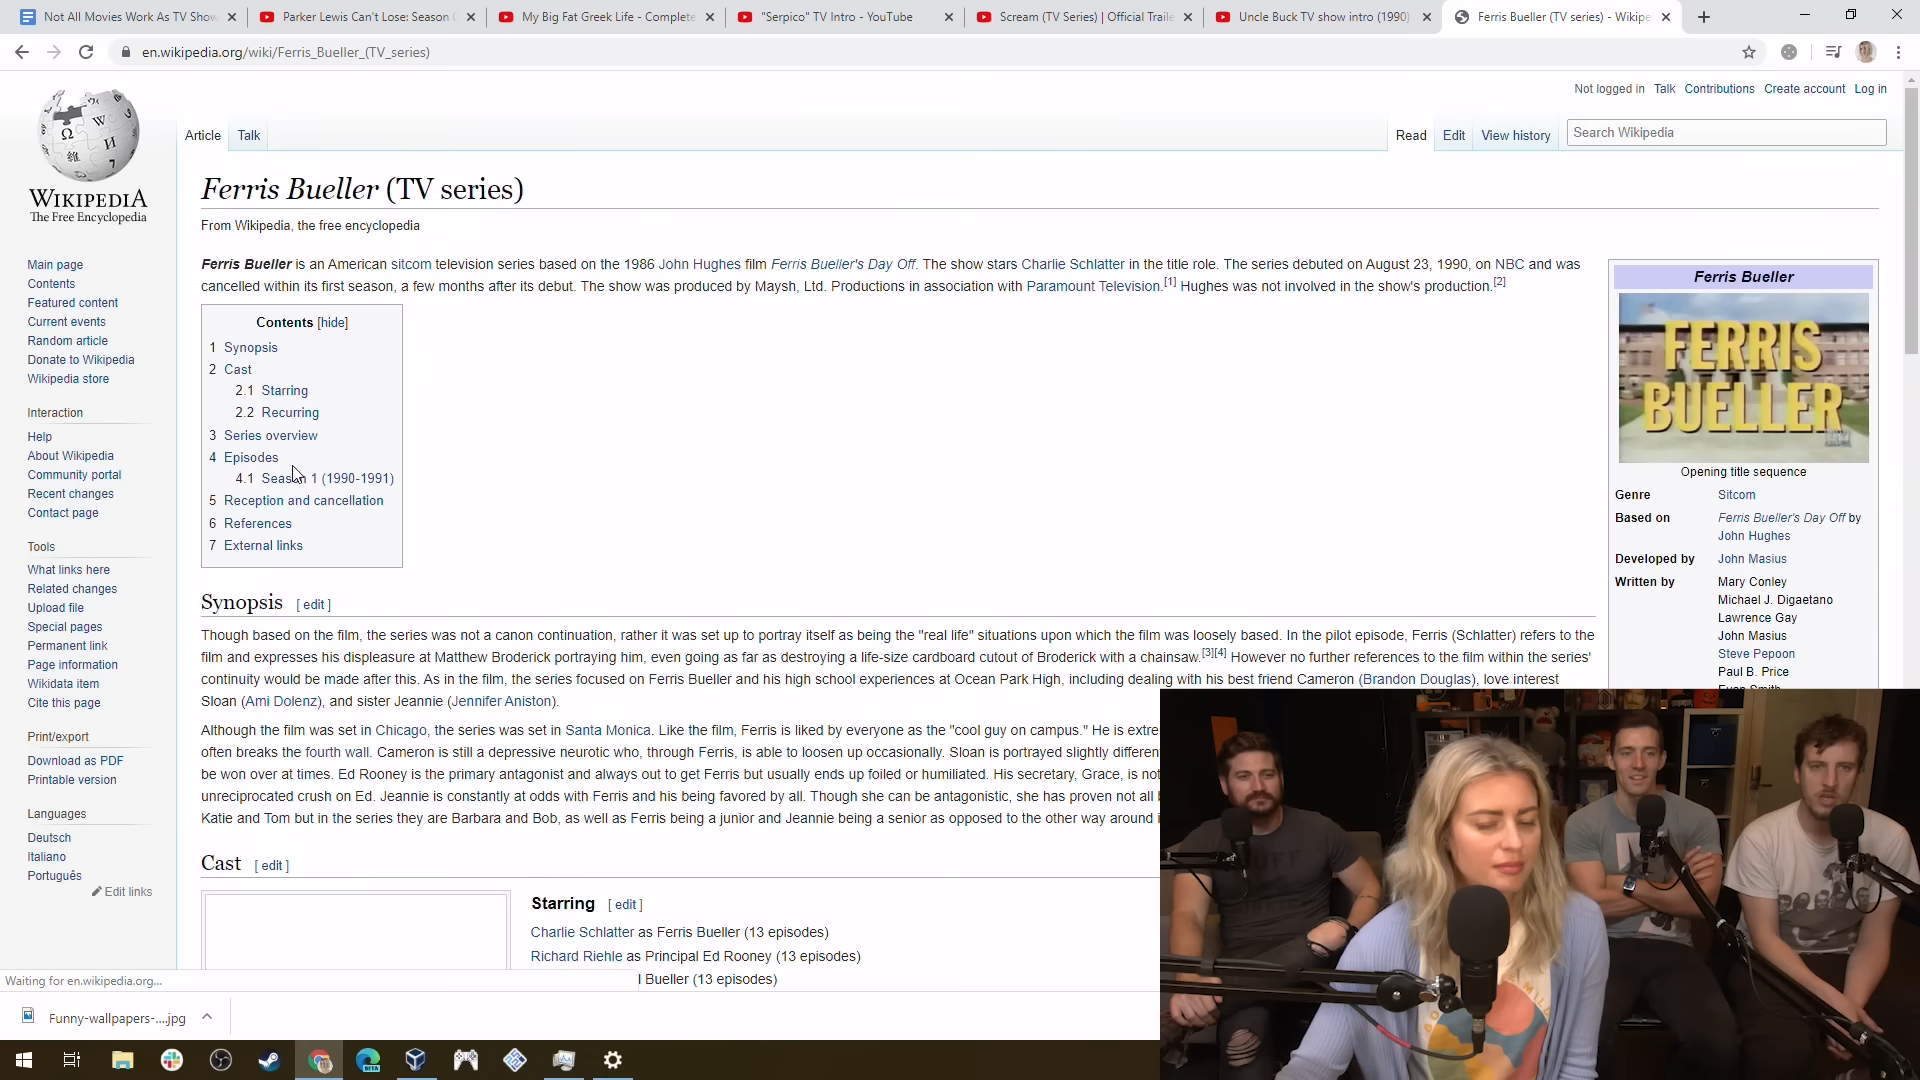 Not All Movies Work As TV Show
Parker Lewis Can't Lose: Season
My Big Fat Greek Life - Complete
"Serpico" TV Intro - YouTube
Scream (TV Series) | Official Traile
Uncle Buck TV show intro (1990)
Ferris Bueller (TV series) - Wikipe
en.wikipedia.org/wiki/Ferris_Bueller_(TV_series)
Not logged in Talk Contributions Create account Log in
Article Talk
Read Edit View history
Search Wikipedia
WIKIPEDIA
The Free Encyclopedia
Main page
Contents
Featured content
Current events
Random article
Donate to Wikipedia
Wikipedia store
Interaction
Help
About Wikipedia
Community portal
Recent changes
Contact page
Tools
What links here
Related changes
Upload file
Special pages
Permanent link
Page information
Wikidata item
Cite this page
Print/export
Download as PDF
Printable version
Languages
Deutsch
Italiano
Português
Edit links
Ferris Bueller (TV series)
From Wikipedia, the free encyclopedia
Ferris Bueller is an American sitcom television series based on the 1986 John Hughes film Ferris Bueller's Day Off. The show stars Charlie Schlatter in the title role. The series debuted on August 23, 1990, on NBC and was
cancelled within its first season, a few months after its debut. The show was produced by Maysh, Ltd. Productions in association with Paramount Television.[1] Hughes was not involved in the show's production.[2]
Contents [hide]
1 Synopsis
2 Cast
2.1 Starring
2.2 Recurring
3 Series overview
4 Episodes
4.1 Season 1 (1990-1991)
5 Reception and cancellation
6 References
7 External links
Ferris Bueller
FERRIS
BUELLER
Opening title sequence
Genre Sitcom
Based on Ferris Bueller's Day Off by
John Hughes
Developed by John Masius
Written by Mary Conley
Michael J. Digaetano
Lawrence Gay
John Masius
Steve Pepoon
Paul B. Price
Evan Smith
Synopsis [ edit ]
Though based on the film, the series was not a canon continuation, rather it was set up to portray itself as being the "real life" situations upon which the film was loosely based. In the pilot episode, Ferris (Schlatter) refers to the
film and expresses his displeasure at Matthew Broderick portraying him, even going as far as destroying a life-size cardboard cutout of Broderick with a chainsaw.[3][4] However no further references to the film within the series'
continuity would be made after this. As in the film, the series focused on Ferris Bueller and his high school experiences at Ocean Park High, including dealing with his best friend Cameron (Brandon Douglas), love interest
Sloan (Ami Dolenz), and sister Jeannie (Jennifer Aniston).
Although the film was set in Chicago, the series was set in Santa Monica. Like the film, Ferris is liked by everyone as the "cool guy on campus." He is extre
often breaks the fourth wall. Cameron is still a depressive neurotic who, through Ferris, is able to loosen up occasionally. Sloan is portrayed slightly differen
be won over at times. Ed Rooney is the primary antagonist and always out to get Ferris but usually ends up foiled or humiliated. His secretary, Grace, is not
unreciprocated crush on Ed. Jeannie is constantly at odds with Ferris and his being favored by all. Though she can be antagonistic, she has proven not all
Katie and Tom but in the series they are Barbara and Bob, as well as Ferris being a junior and Jeannie being a senior as opposed to the other way around i
Cast [ edit ]
Starring [ edit ]
Charlie Schlatter as Ferris Bueller (13 episodes)
Richard Riehle as Principal Ed Rooney (13 episodes)
l Bueller (13 episodes)
Waiting for en.wikipedia.org...
Funny-wallpapers-....jpg
BETA